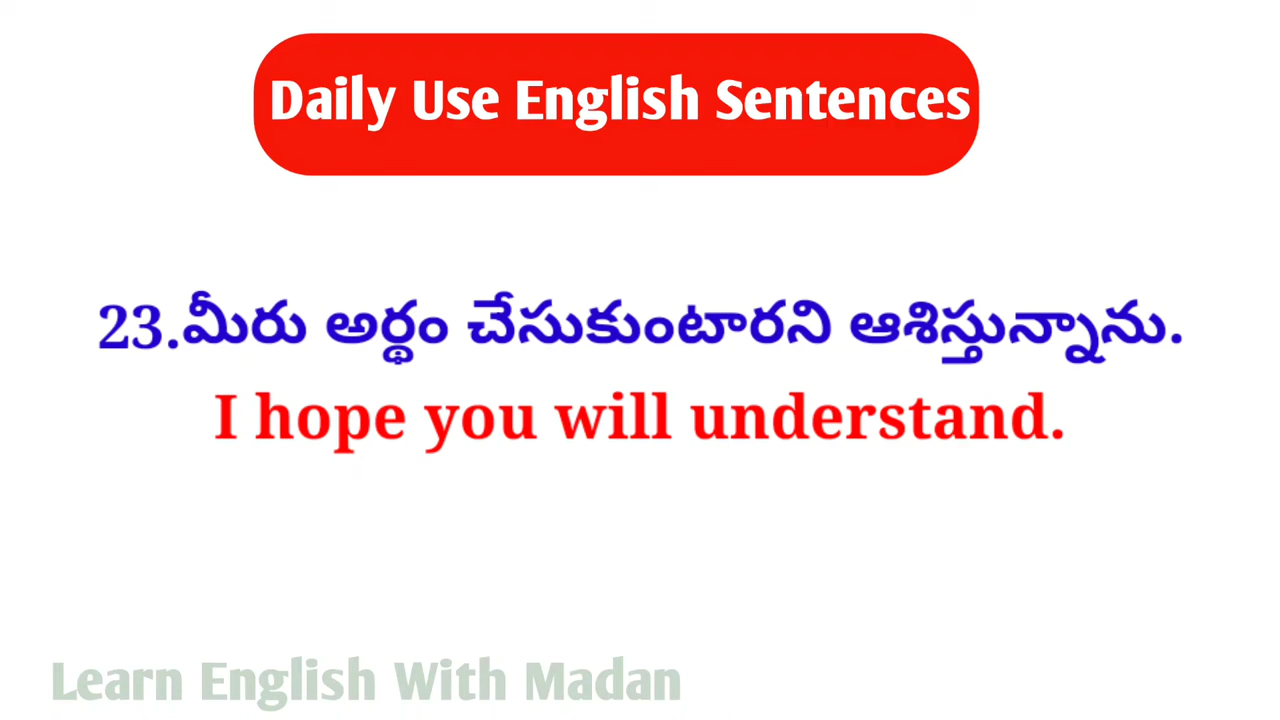 Daily Use English Sentences
23.మీరు అర్థం చేసుకుంటారని ఆశిస్తున్నాను.
I hope you will understand.
Learn English With Madan